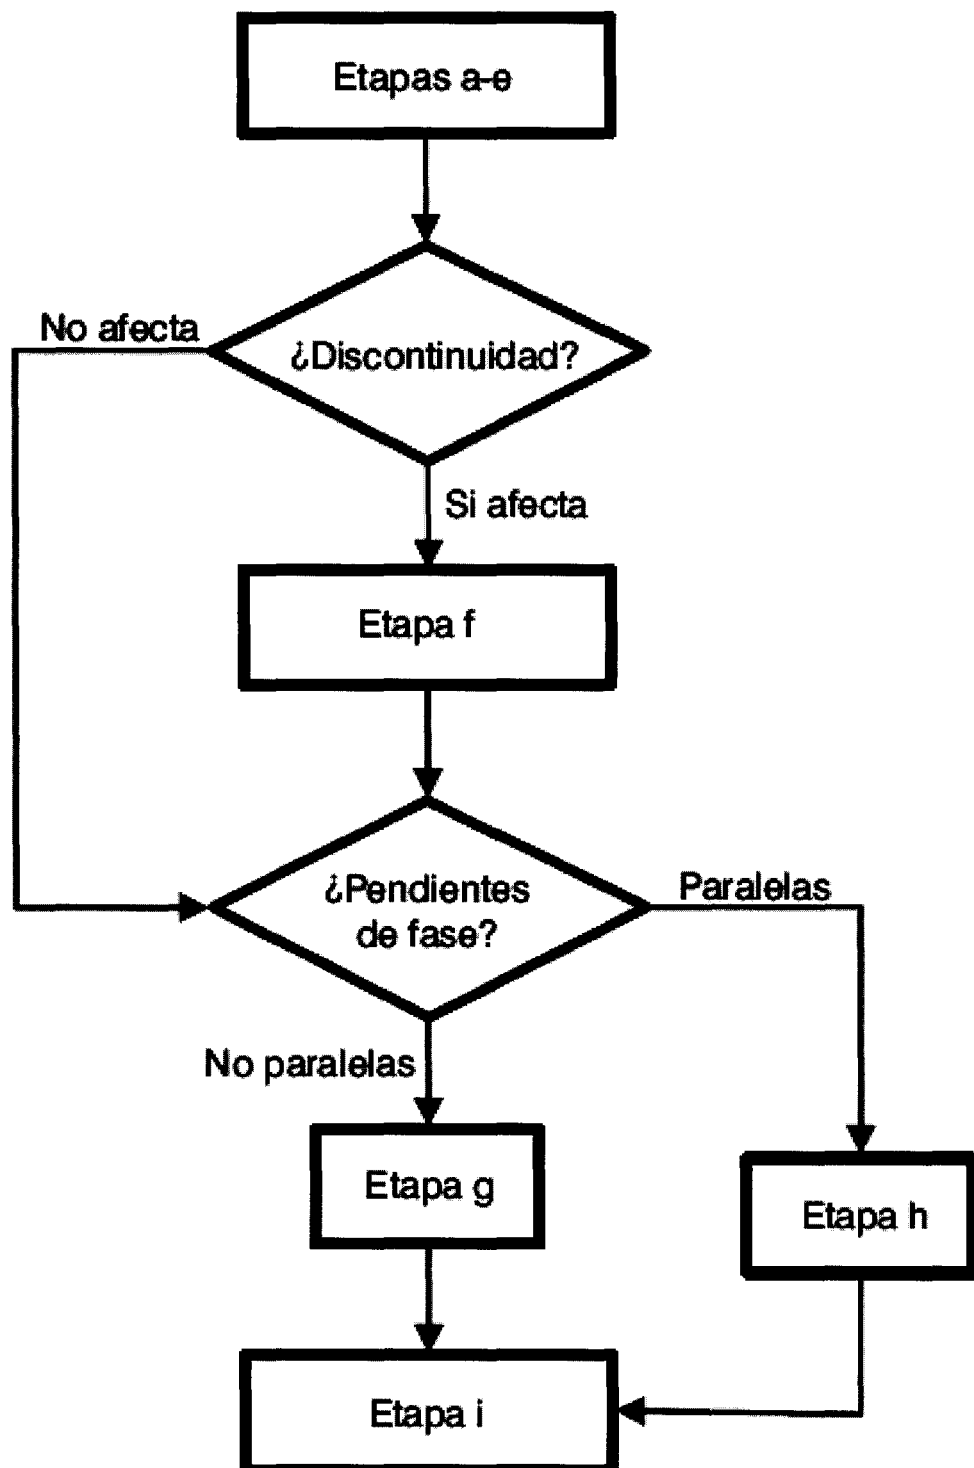 Etapas a-e
No afecta
¿Discontinuidad?
Si afecta
Etapa f
¿Pendientes
de fase?
Paralelas
No paralelas
Etapa g
Etapa h
Etapa i